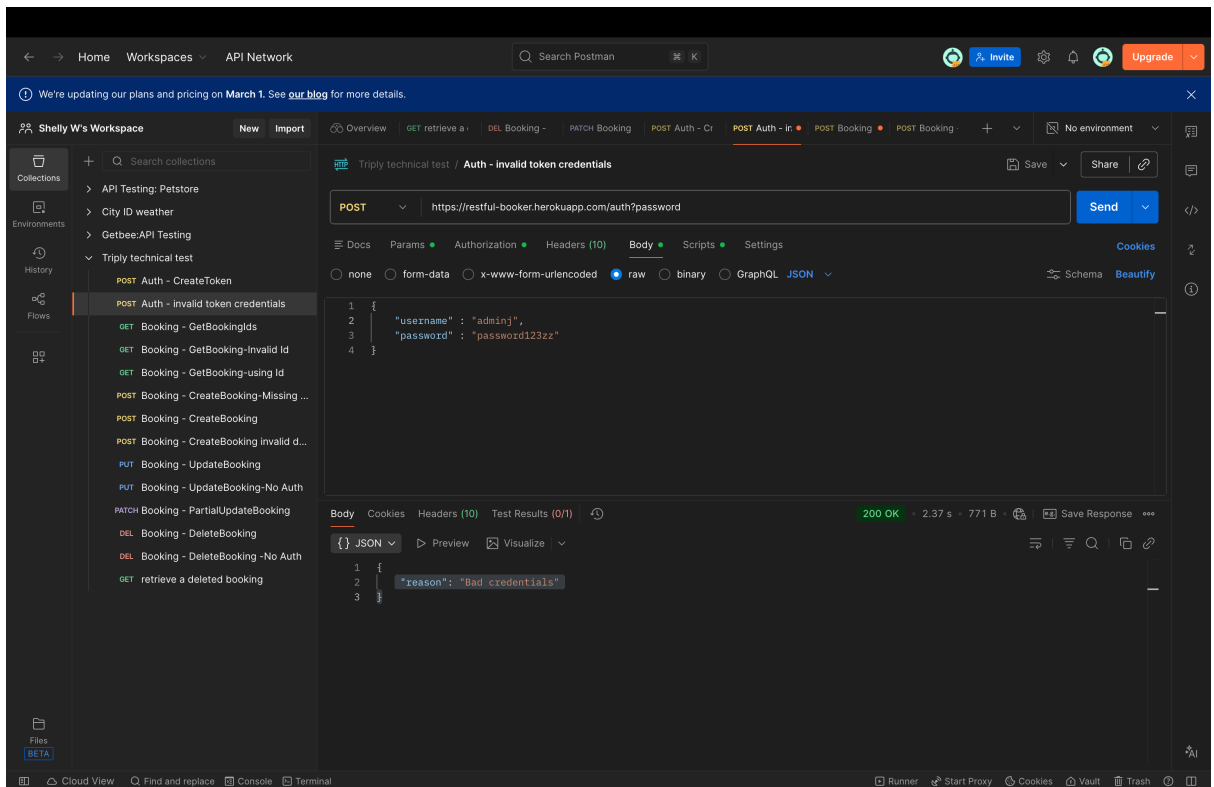 Home Workspaces API Network Search Postman ⌘ K Invite Upgrade
We're updating our plans and pricing on March 1. See our blog for more details.
Shelly W's Workspace New Import Overview GET retrieve a DEL Booking - PATCH Booking POST Auth - Cr POST Auth - in POST Booking POST Booking - No environment
Collections
Environments
History
Flows
Files
BETA
Search collections
API Testing: Petstore
City ID weather
Getbee:API Testing
Triply technical test
POST Auth - CreateToken
POST Auth - invalid token credentials
GET Booking - GetBookingIds
GET Booking - GetBooking-Invalid Id
GET Booking - GetBooking-using Id
POST Booking - CreateBooking-Missing ...
POST Booking - CreateBooking
POST Booking - CreateBooking invalid d...
PUT Booking - UpdateBooking
PUT Booking - UpdateBooking-No Auth
PATCH Booking - PartialUpdateBooking
DEL Booking - DeleteBooking
DEL Booking - DeleteBooking -No Auth
GET retrieve a deleted booking
HTTP Triply technical test / Auth - invalid token credentials Save Share
POST https://restful-booker.herokuapp.com/auth?password Send
Docs Params Authorization Headers (10) Body Scripts Settings Cookies
none form-data x-www-form-urlencoded raw binary GraphQL JSON Schema Beautify
1 {
2 "username" : "adminj",
3 "password" : "password123zz"
4 }
Body Cookies Headers (10) Test Results (0/1) 200 OK 2.37 s 771 B Save Response
{} JSON Preview Visualize
1 {
2 "reason": "Bad credentials"
3 }
AI
Cloud View Find and replace Console Terminal Runner Start Proxy Cookies Vault Trash